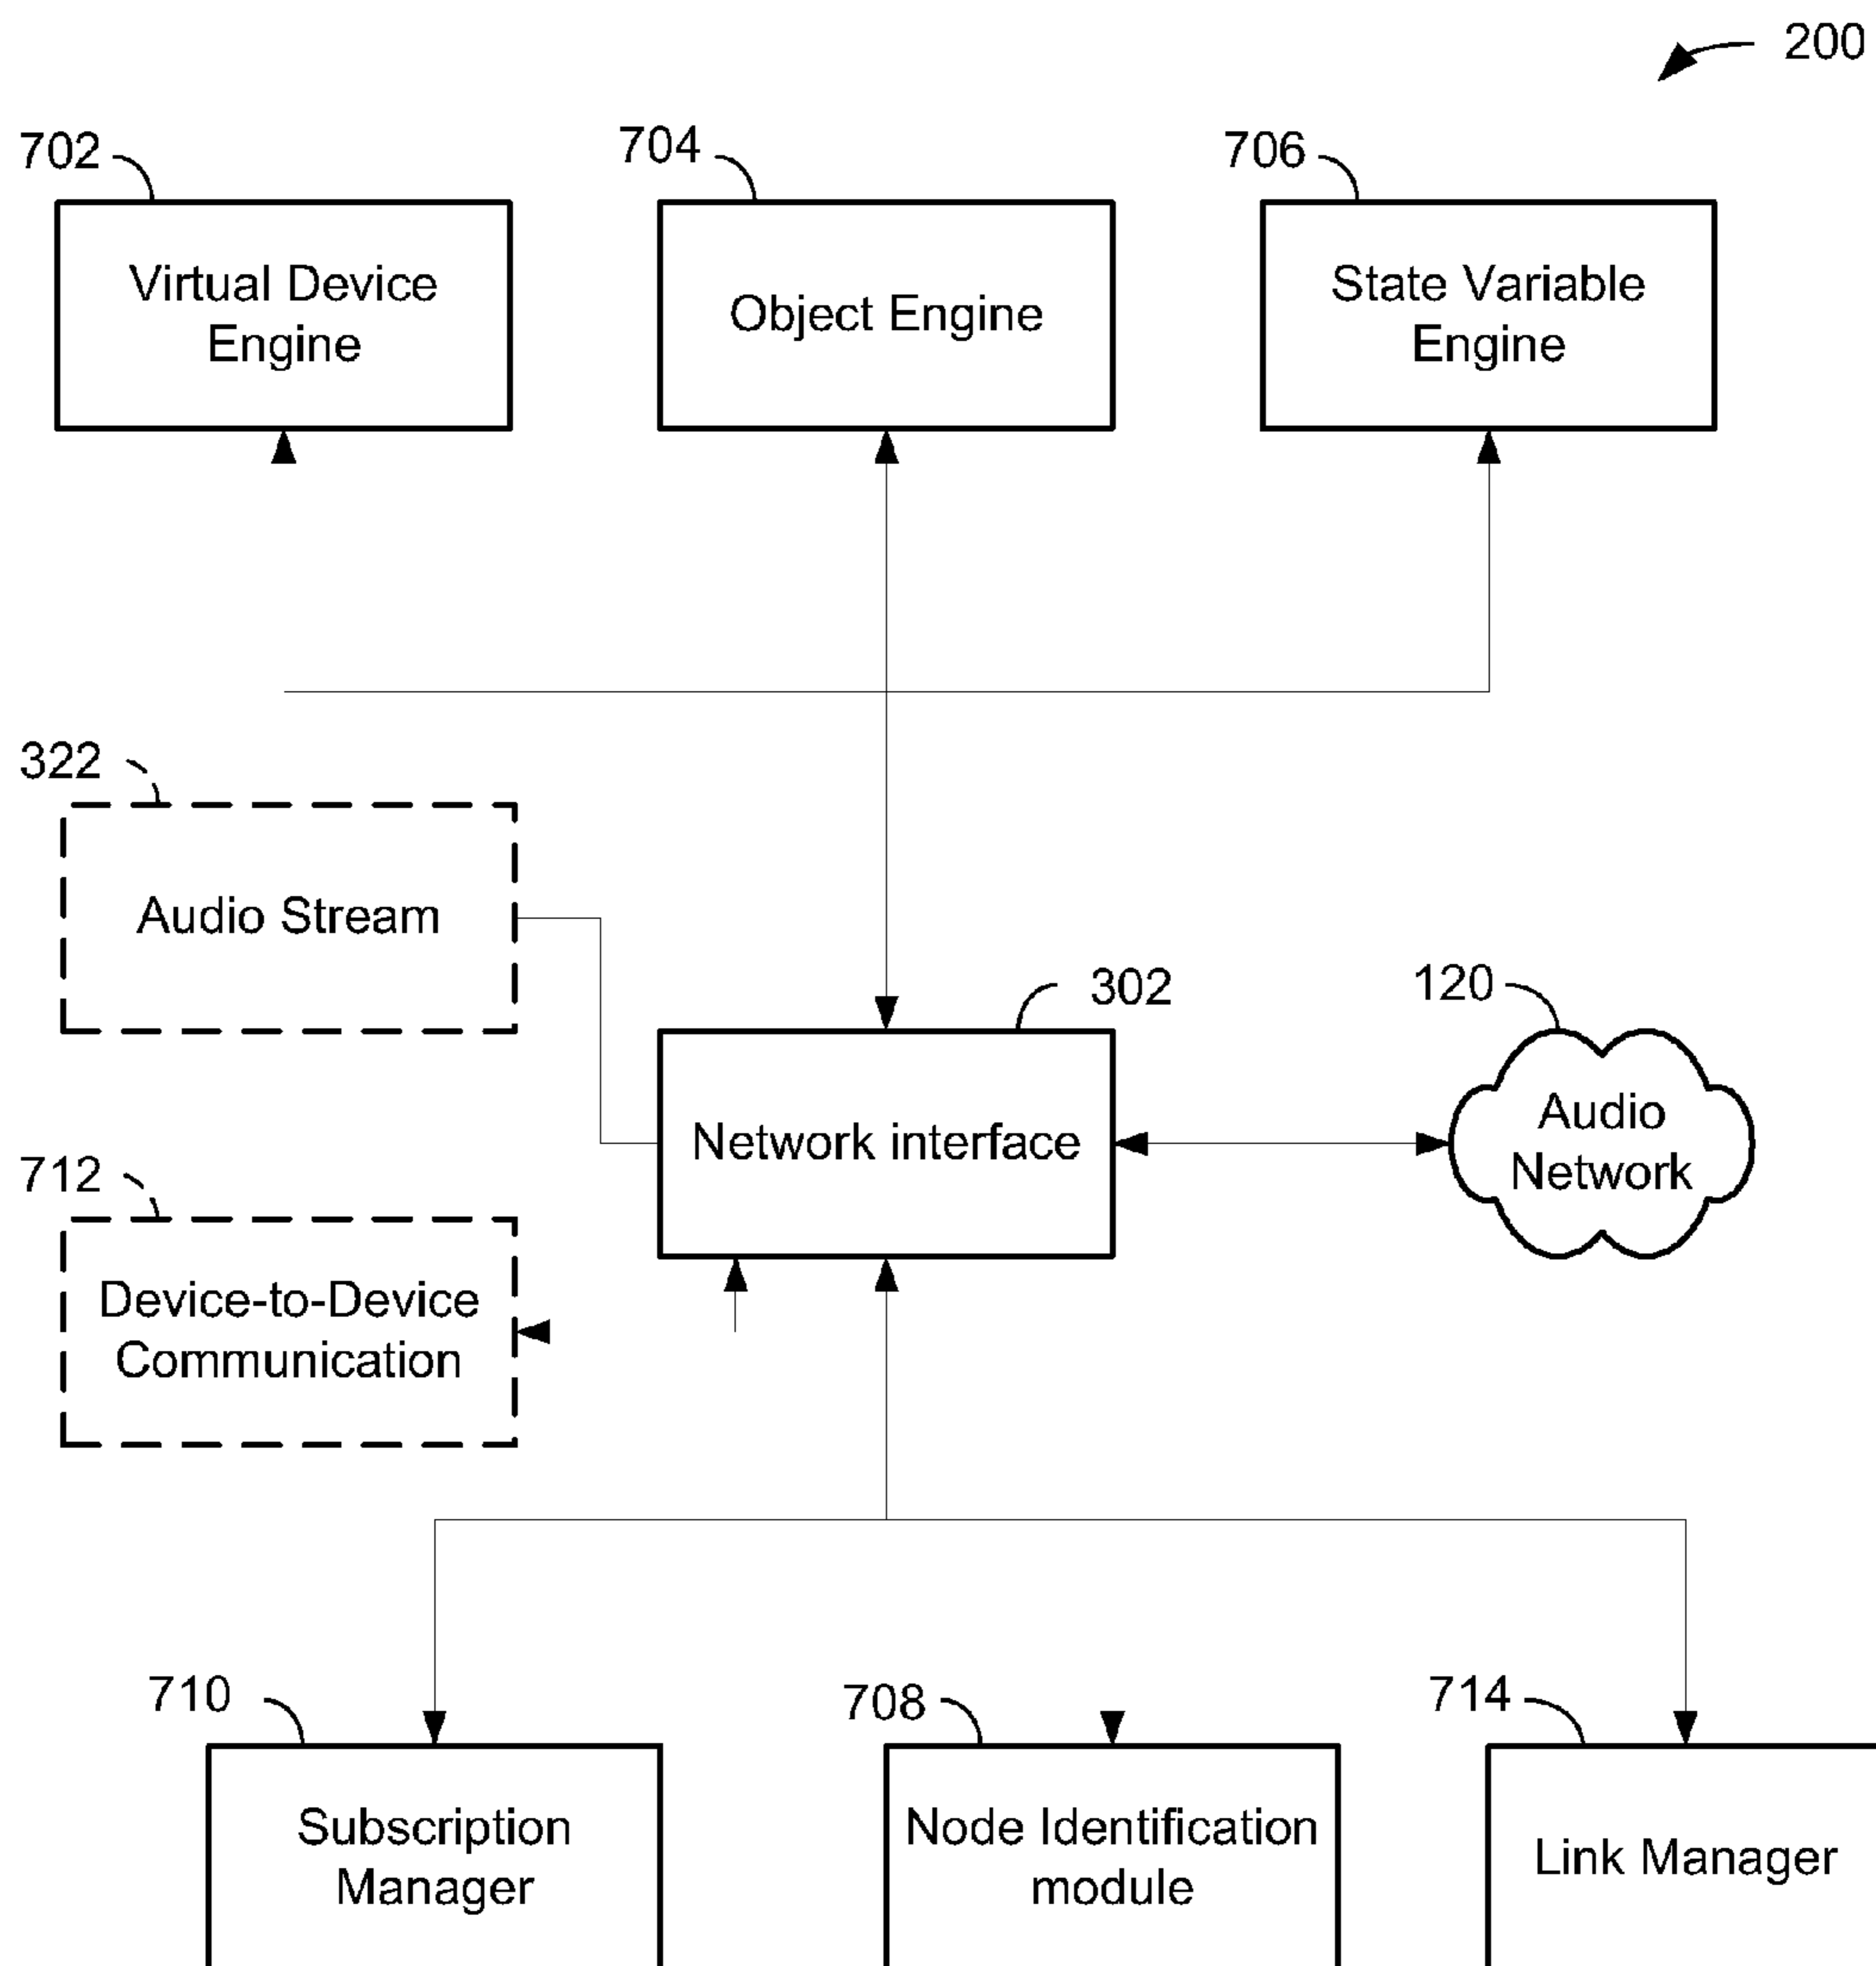 200
702
704
706
Virtual Device
Engine
Object Engine
State Variable
Engine
322
Audio Stream
302
120
Network interface
Audio
Network
712
Device-to-Device
Communication
710
708
714
Subscription
Manager
Node Identification
module
Link Manager